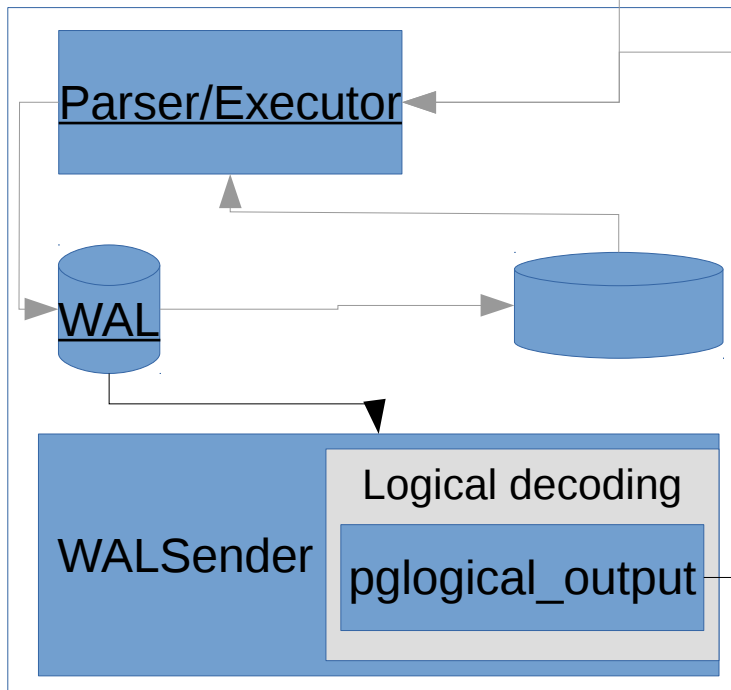 Parser/Executor
WAL
Logical decoding
WALSender
pglogical_output